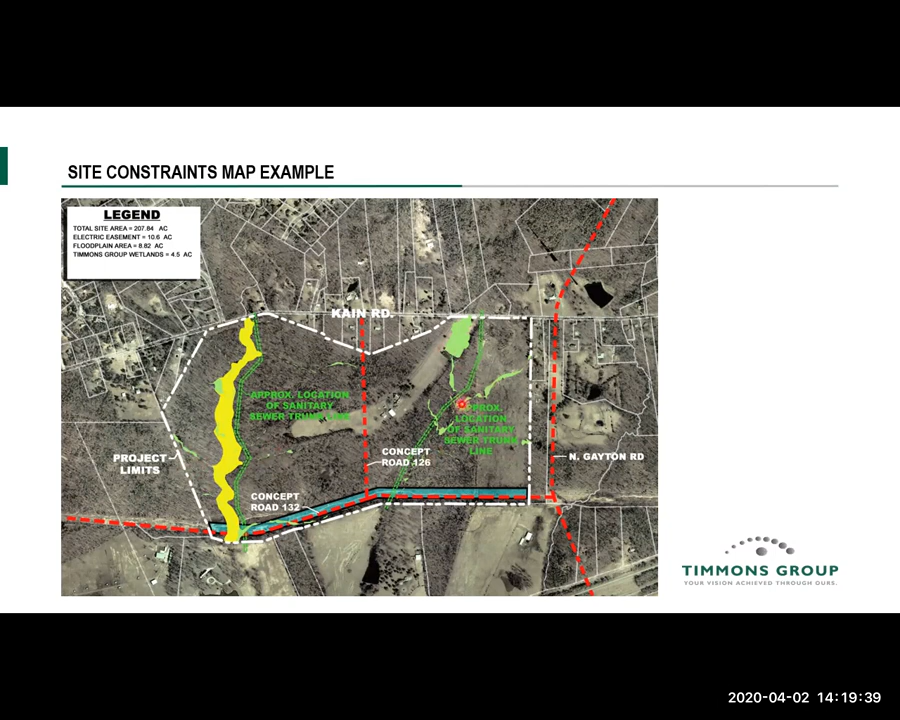 SITE CONSTRAINTS MAP EXAMPLE
LEGEND
TOTAL SITE AREA = 207.84 AC
ELECTRIC EASEMENT = 10.6 AC
FLOODPLAIN AREA = 8.82 AC
TIMMONS GROUP WETLANDS = 4.5 AC
KAIN RD.
APPROX. LOCATION
OF SANITARY
SEWER TRUNK LINE
PROX.
LOCATION
OF SANITARY
SEWER TRUNK
LINE
CONCEPT
ROAD 126
PROJECT
LIMITS
N. GAYTON RD
CONCEPT
ROAD 132
TIMMONS GROUP
YOUR VISION ACHIEVED THROUGH OURS.
2020-04-02 14:19:39